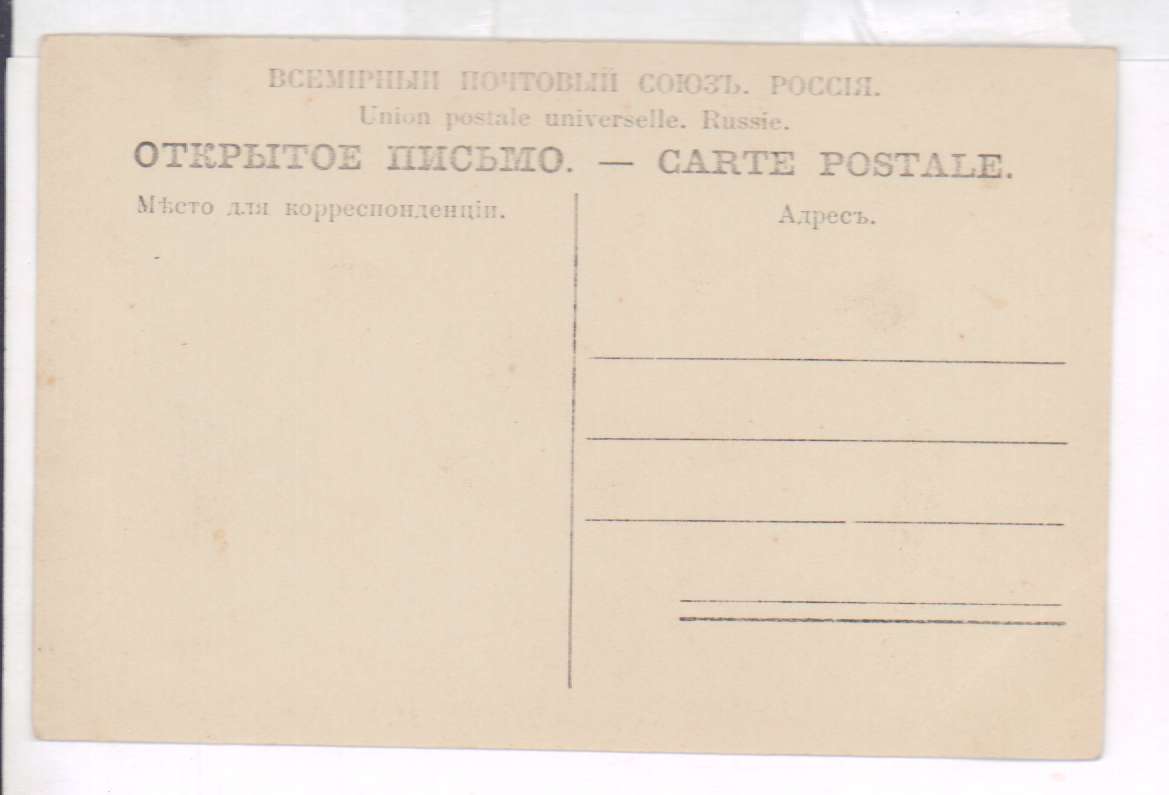 ВСЕМІРНЫЙ ПОЧТОВЫЙ СОЮЗЪ. РОССІЯ.
Union postale universelle. Russie.
ОТКРЫТОЕ ПИСЬМО. — CARTE POSTALE.
Мѣсто для корреспонденціи.
Адресъ.